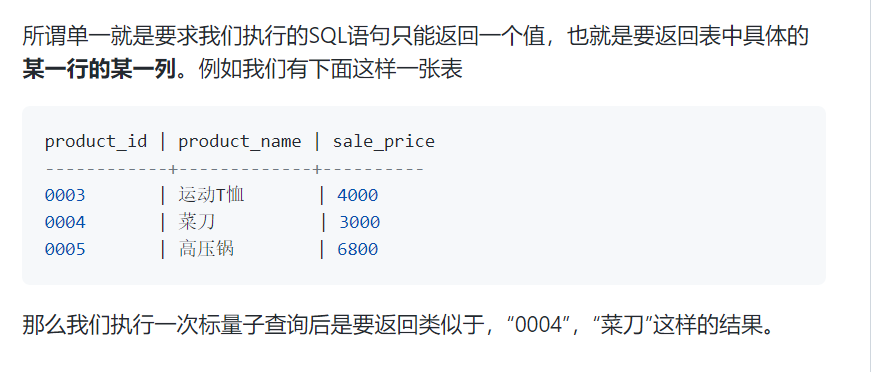 所谓单一就是要求我们执行的SQL语句只能返回一个值，也就是要返回表中具体的
某一行的某一列。例如我们有下面这样一张表
product_id | product_name | sale_price
------------+-------------+----------
0003       | 运动T恤       | 4000
0004       | 菜刀          | 3000
0005       | 高压锅        | 6800
那么我们执行一次标量子查询后是要返回类似于，“0004”，“菜刀”这样的结果。